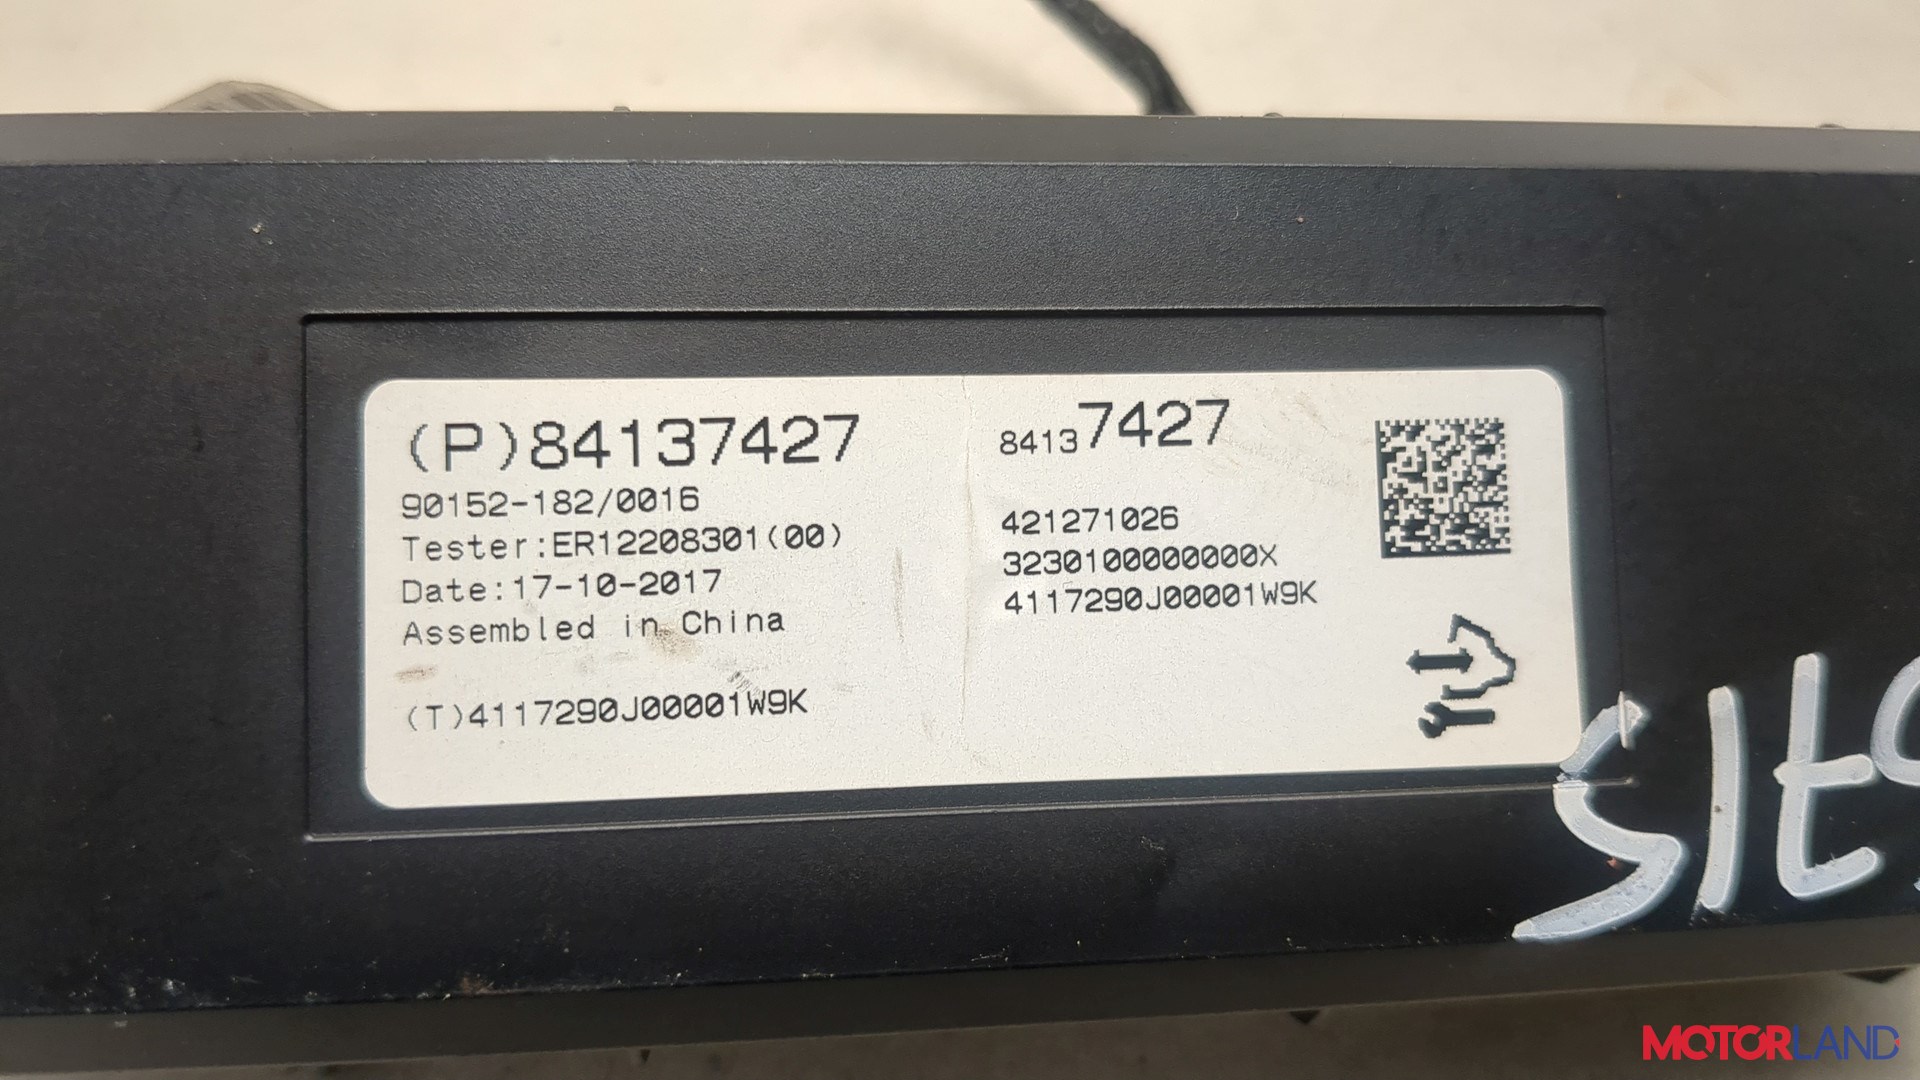 (P)84137427
90152-182/0016
Tester:ER12208301(00)
Date:17-10-2017
Assembled in China
(T)4117290J00001W9K
84137427
421271026
3230100000000X
4117290J00001W9K
MOTORLAND